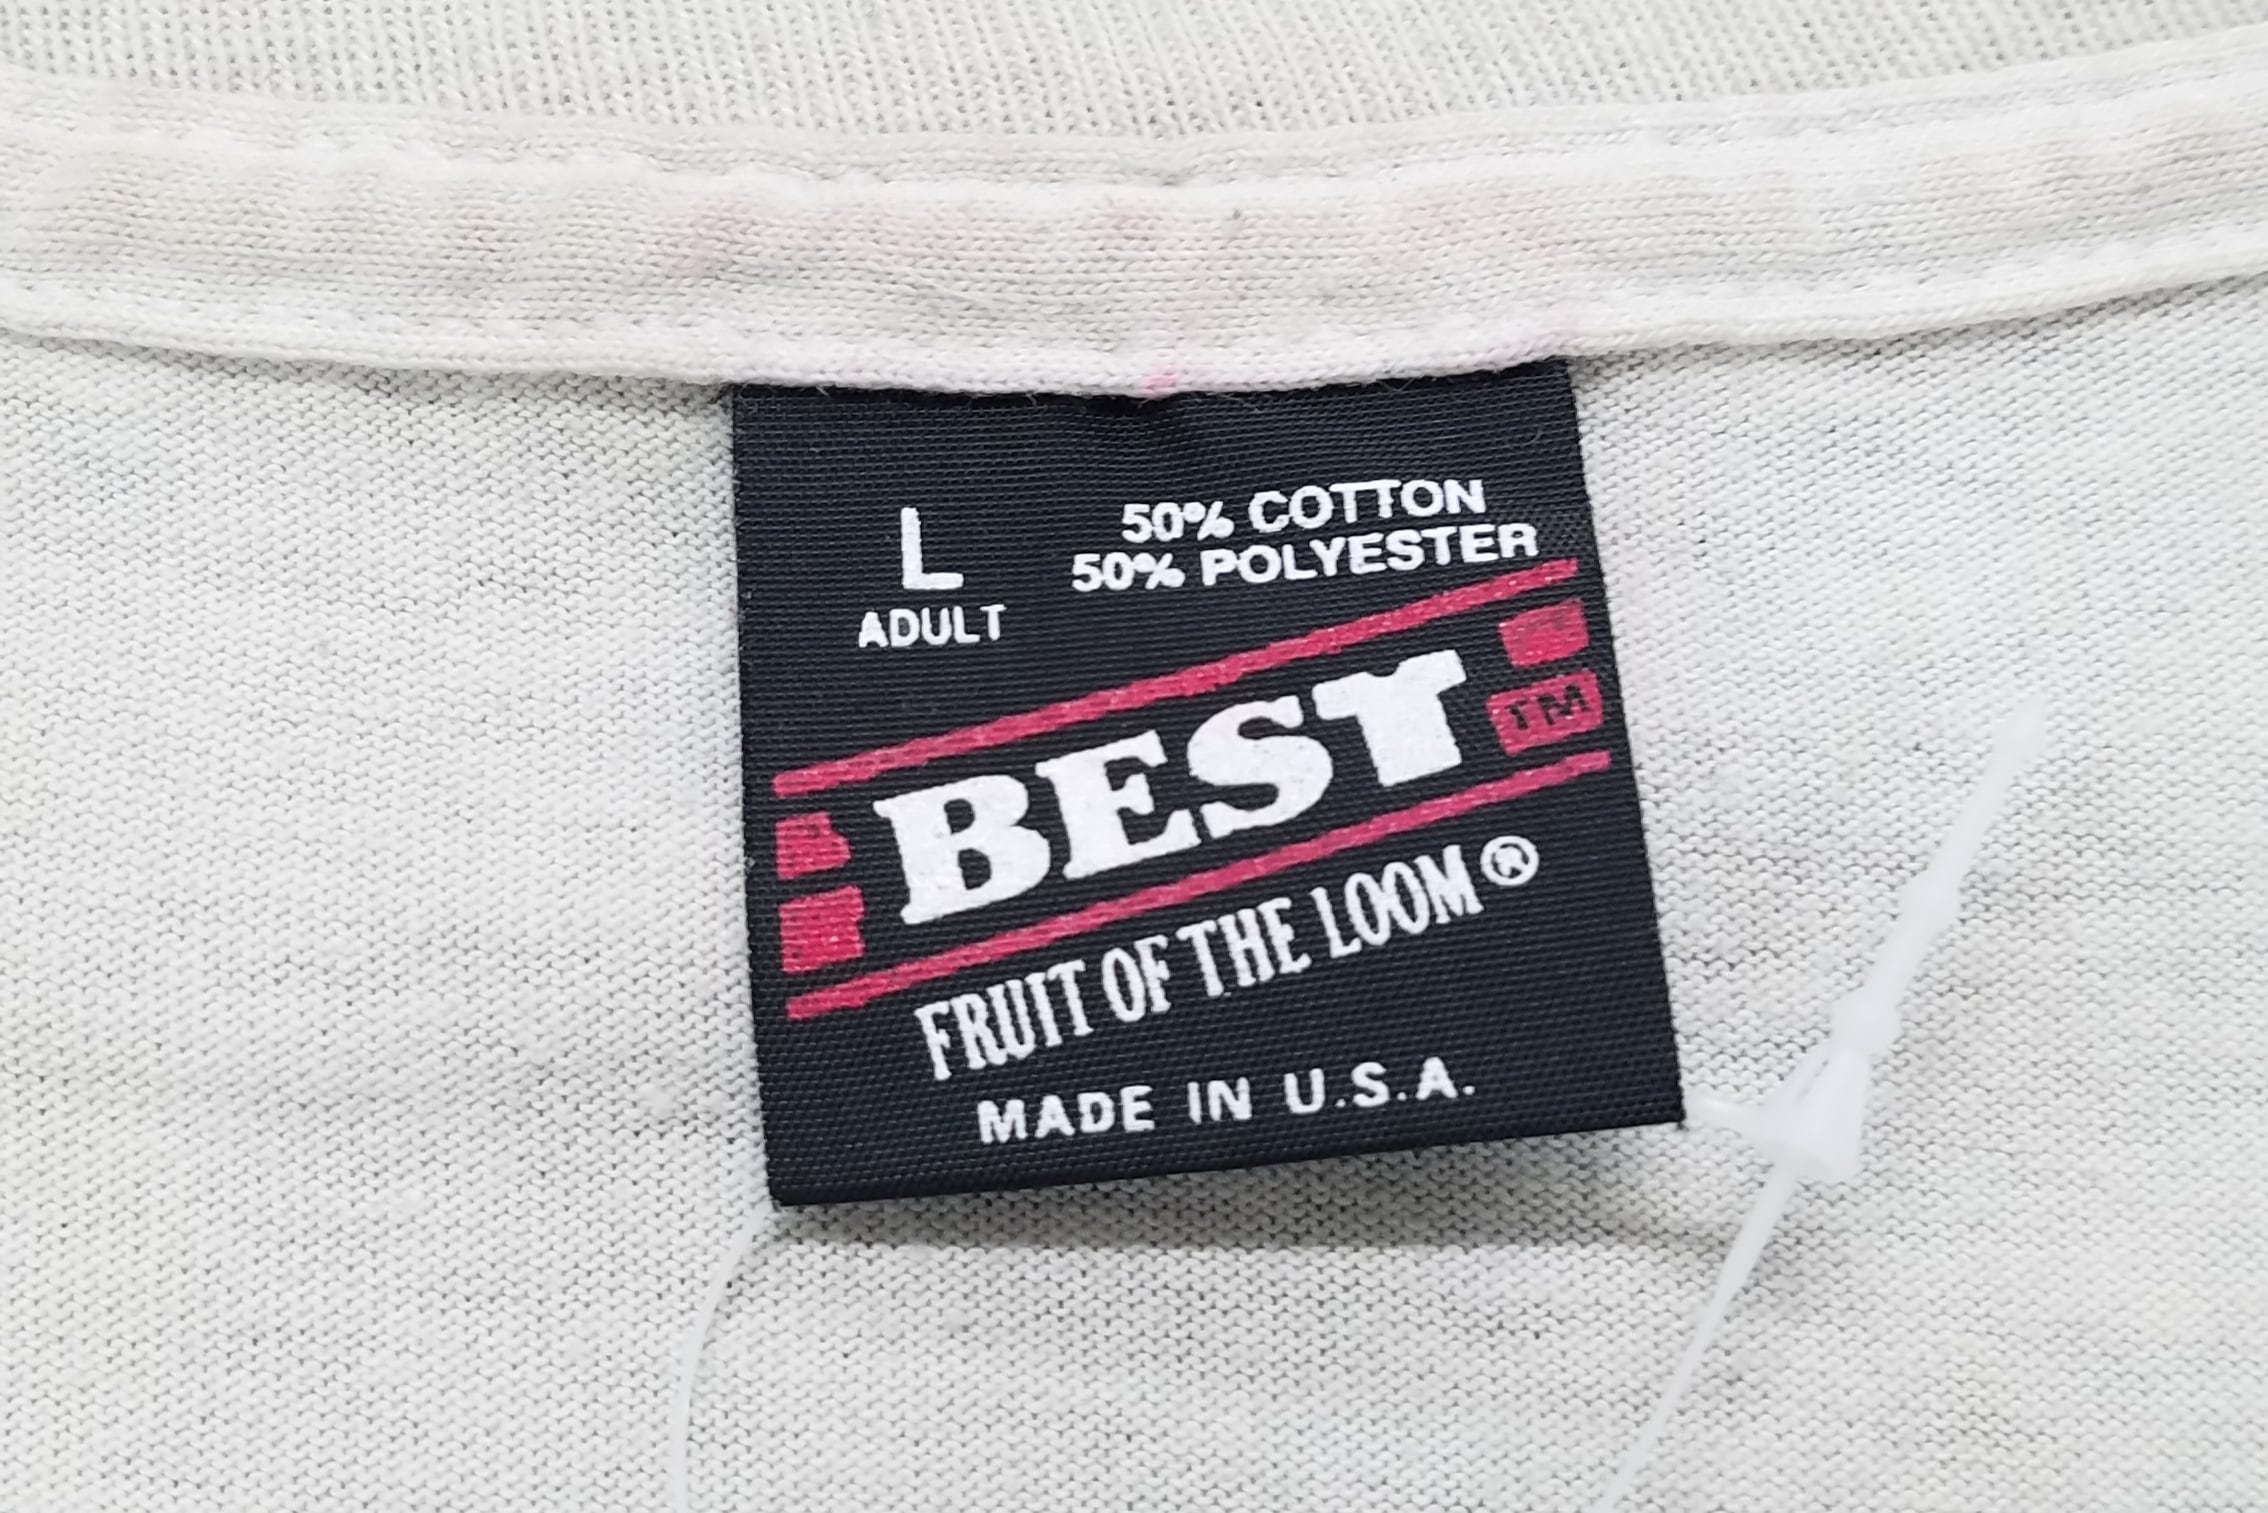 L
ADULT
50% COTTON
50% POLYESTER
BEST
TM
FRUIT OF THE LOOM®
MADE IN U.S.A.